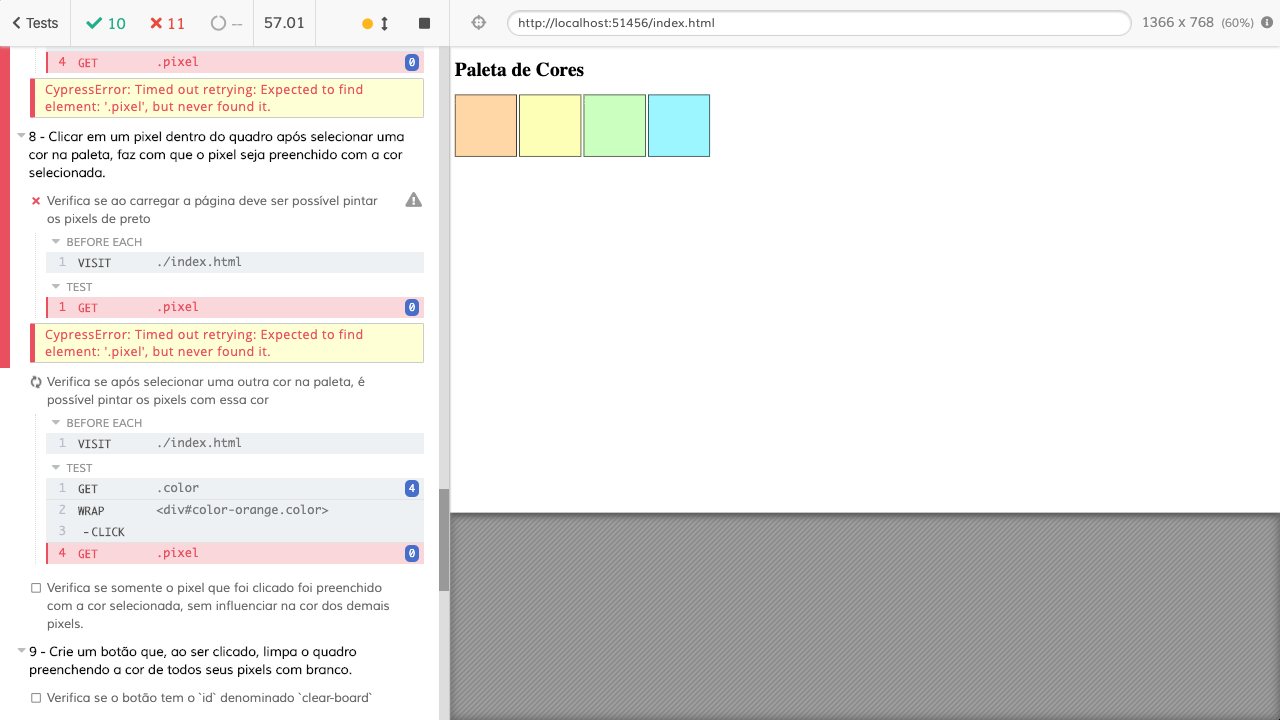 Tests 10 11 -- 57.01 http://localhost:51456/index.html 1366 x 768 (60%)
4 GET .pixel 0
CypressError: Timed out retrying: Expected to find
element: '.pixel', but never found it.
8 - Clicar em um pixel dentro do quadro após selecionar uma
cor na paleta, faz com que o pixel seja preenchido com a cor
selecionada.
Verifica se ao carregar a página deve ser possível pintar
os pixels de preto
BEFORE EACH
1 VISIT ./index.html
TEST
1 GET .pixel 0
CypressError: Timed out retrying: Expected to find
element: '.pixel', but never found it.
Verifica se após selecionar uma outra cor na paleta, é
possível pintar os pixels com essa cor
BEFORE EACH
1 VISIT ./index.html
TEST
1 GET .color 4
2 WRAP <div#color-orange.color>
3 -CLICK
4 GET .pixel 0
Verifica se somente o pixel que foi clicado foi preenchido
com a cor selecionada, sem influenciar na cor dos demais
pixels.
9 - Crie um botão que, ao ser clicado, limpa o quadro
preenchendo a cor de todos seus pixels com branco.
Verifica se o botão tem o `id` denominado `clear-board`
Paleta de Cores